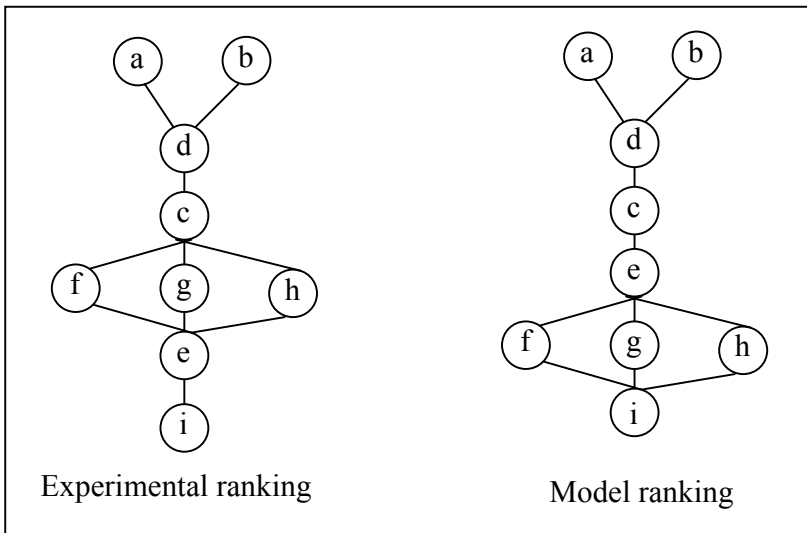 a b
d
c
f g h
e
i
Experimental ranking
a b
d
c
e
f g h
i
Model ranking